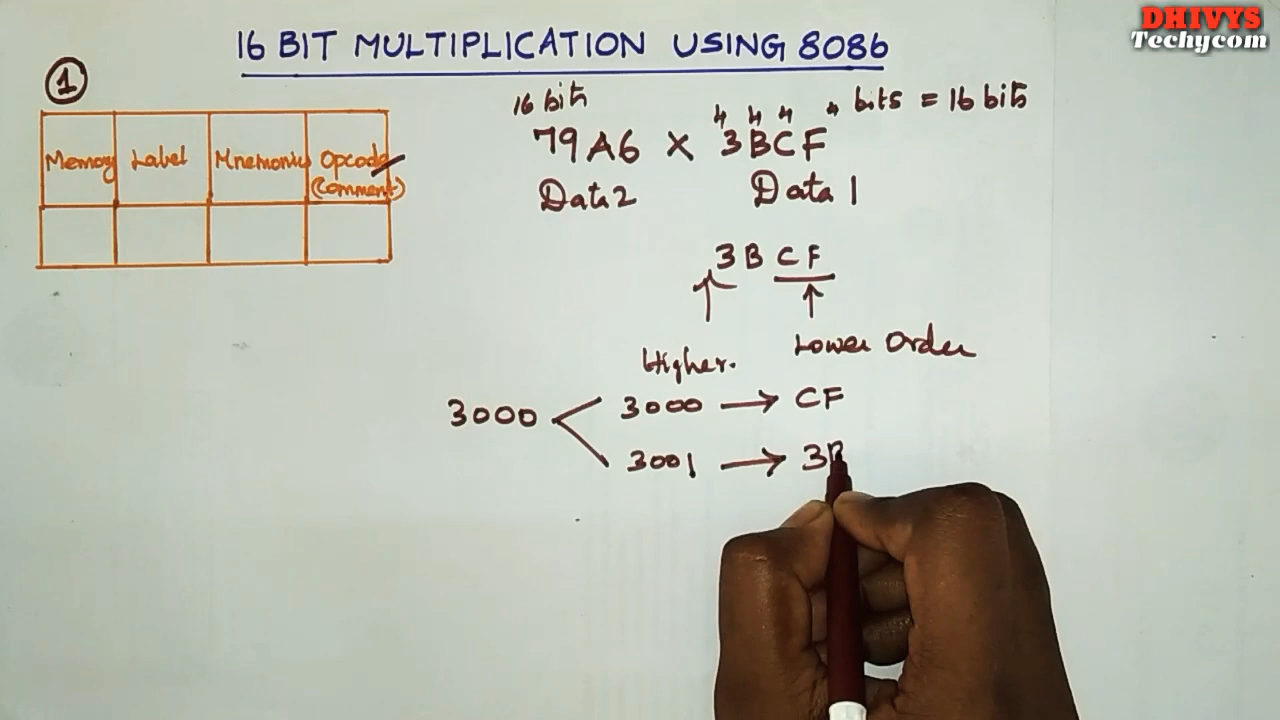 DHIVYS
Techycom
16 BIT MULTIPLICATION USING 8086
1
Memory Label Mnemonic Opcode
(Comment)
16 bit
4 4 4 4 bits = 16 bits
79A6 X 3BCF
Data2 Data 1
3B CF
Higher. Lower Order
3000
3000 → CF
3001 → 3B